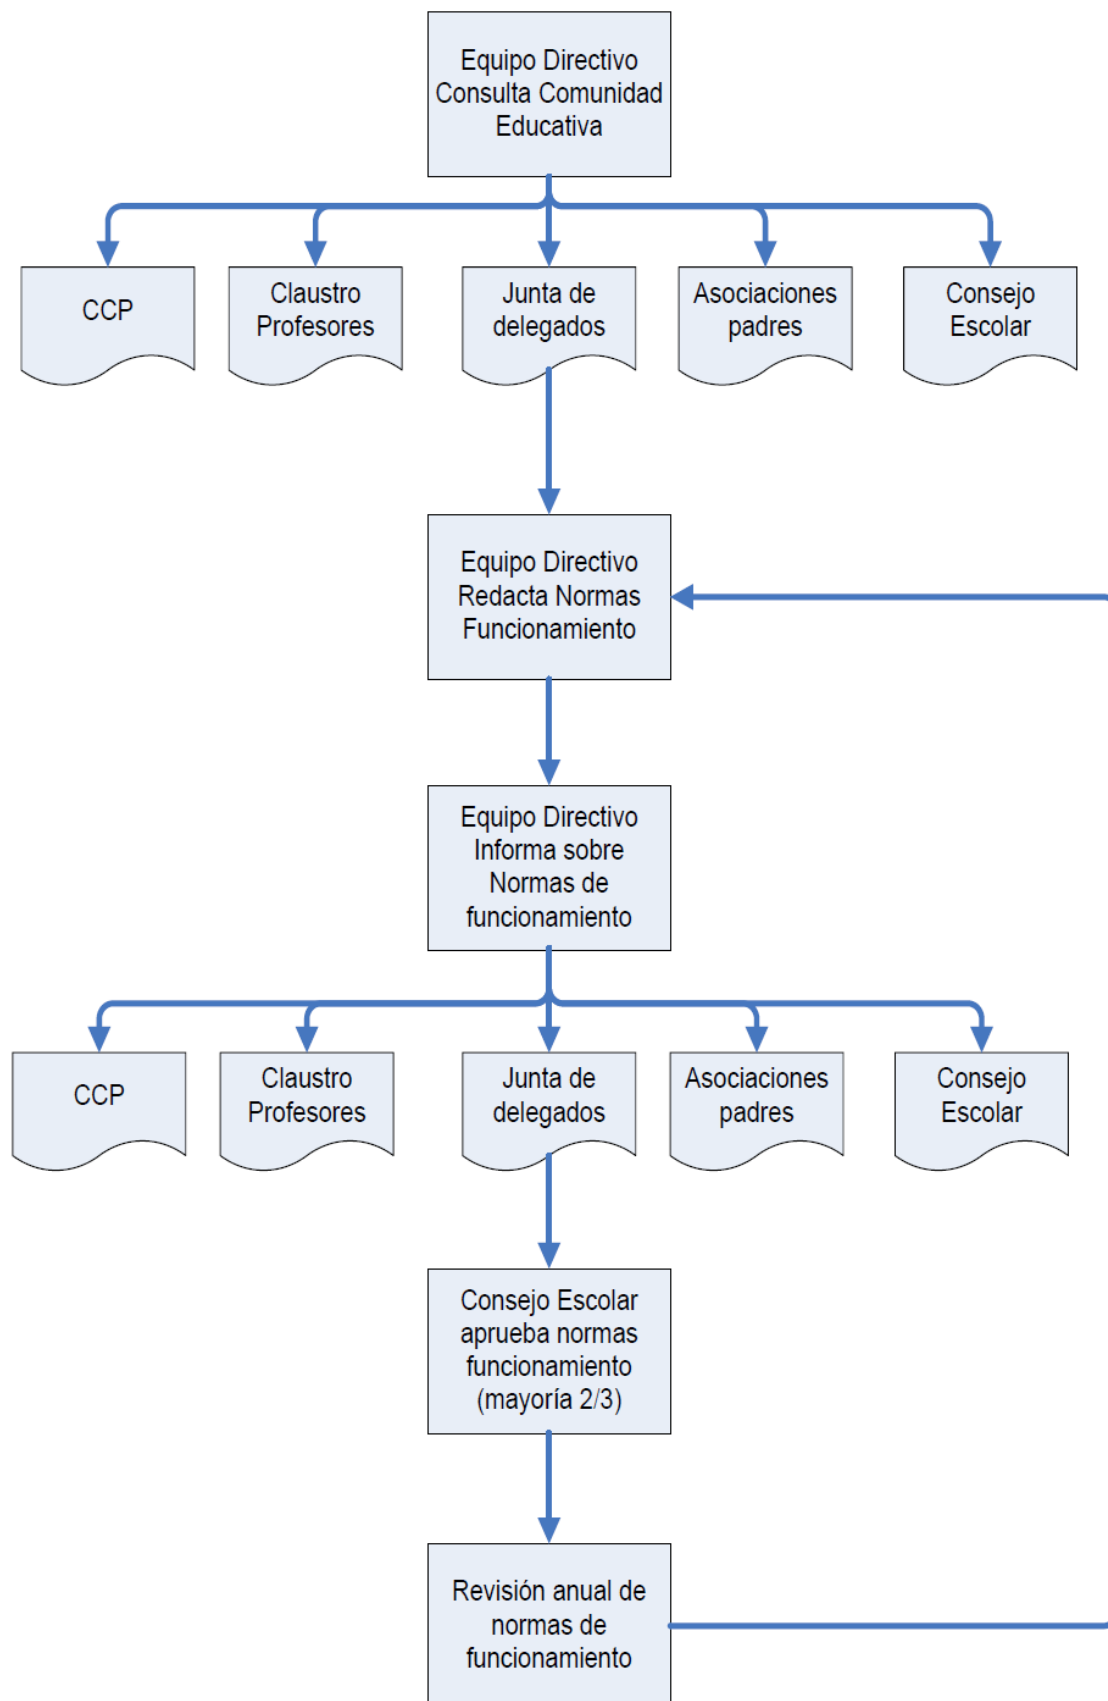 Equipo Directivo
Consulta Comunidad
Educativa
CCP
Claustro
Profesores
Junta de
delegados
Asociaciones
padres
Consejo
Escolar
Equipo Directivo
Redacta Normas
Funcionamiento
Equipo Directivo
Informa sobre
Normas de
funcionamiento
CCP
Claustro
Profesores
Junta de
delegados
Asociaciones
padres
Consejo
Escolar
Consejo Escolar
aprueba normas
funcionamiento
(mayoría 2/3)
Revisión anual de
normas de
funcionamiento